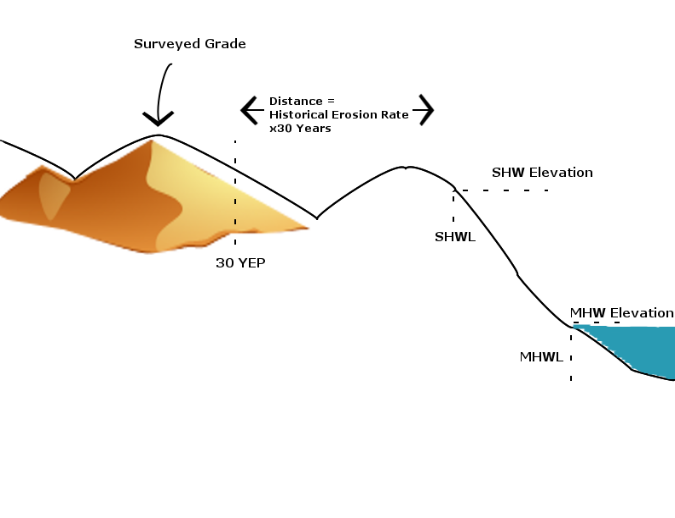 Surveyed Grade
Distance =
Historical Erosion Rate
x30 Years
SHW Elevation
SHWL
30 YEP
MHW Elevation
MHWL